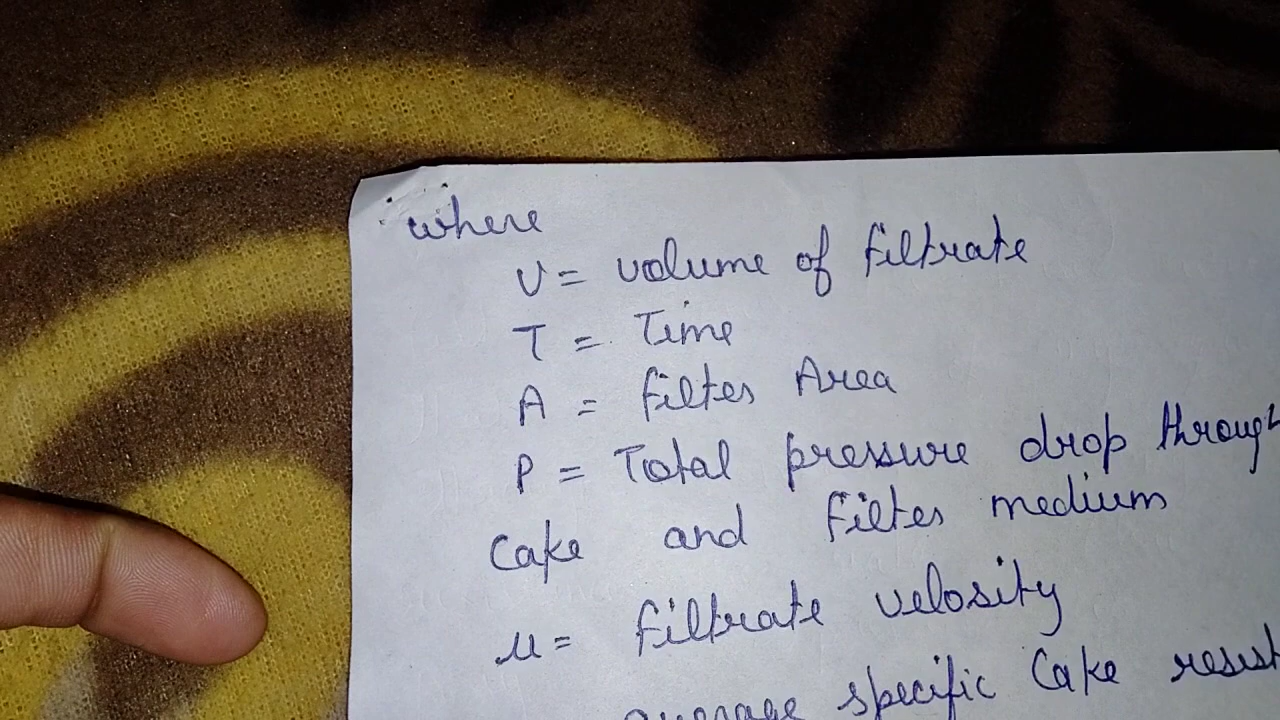 where
V = volume of filtrate
T = Time
A = filter Area
P = Total pressure drop through
Cake and filter medium
μ = filtrate velosity
average specific Cake